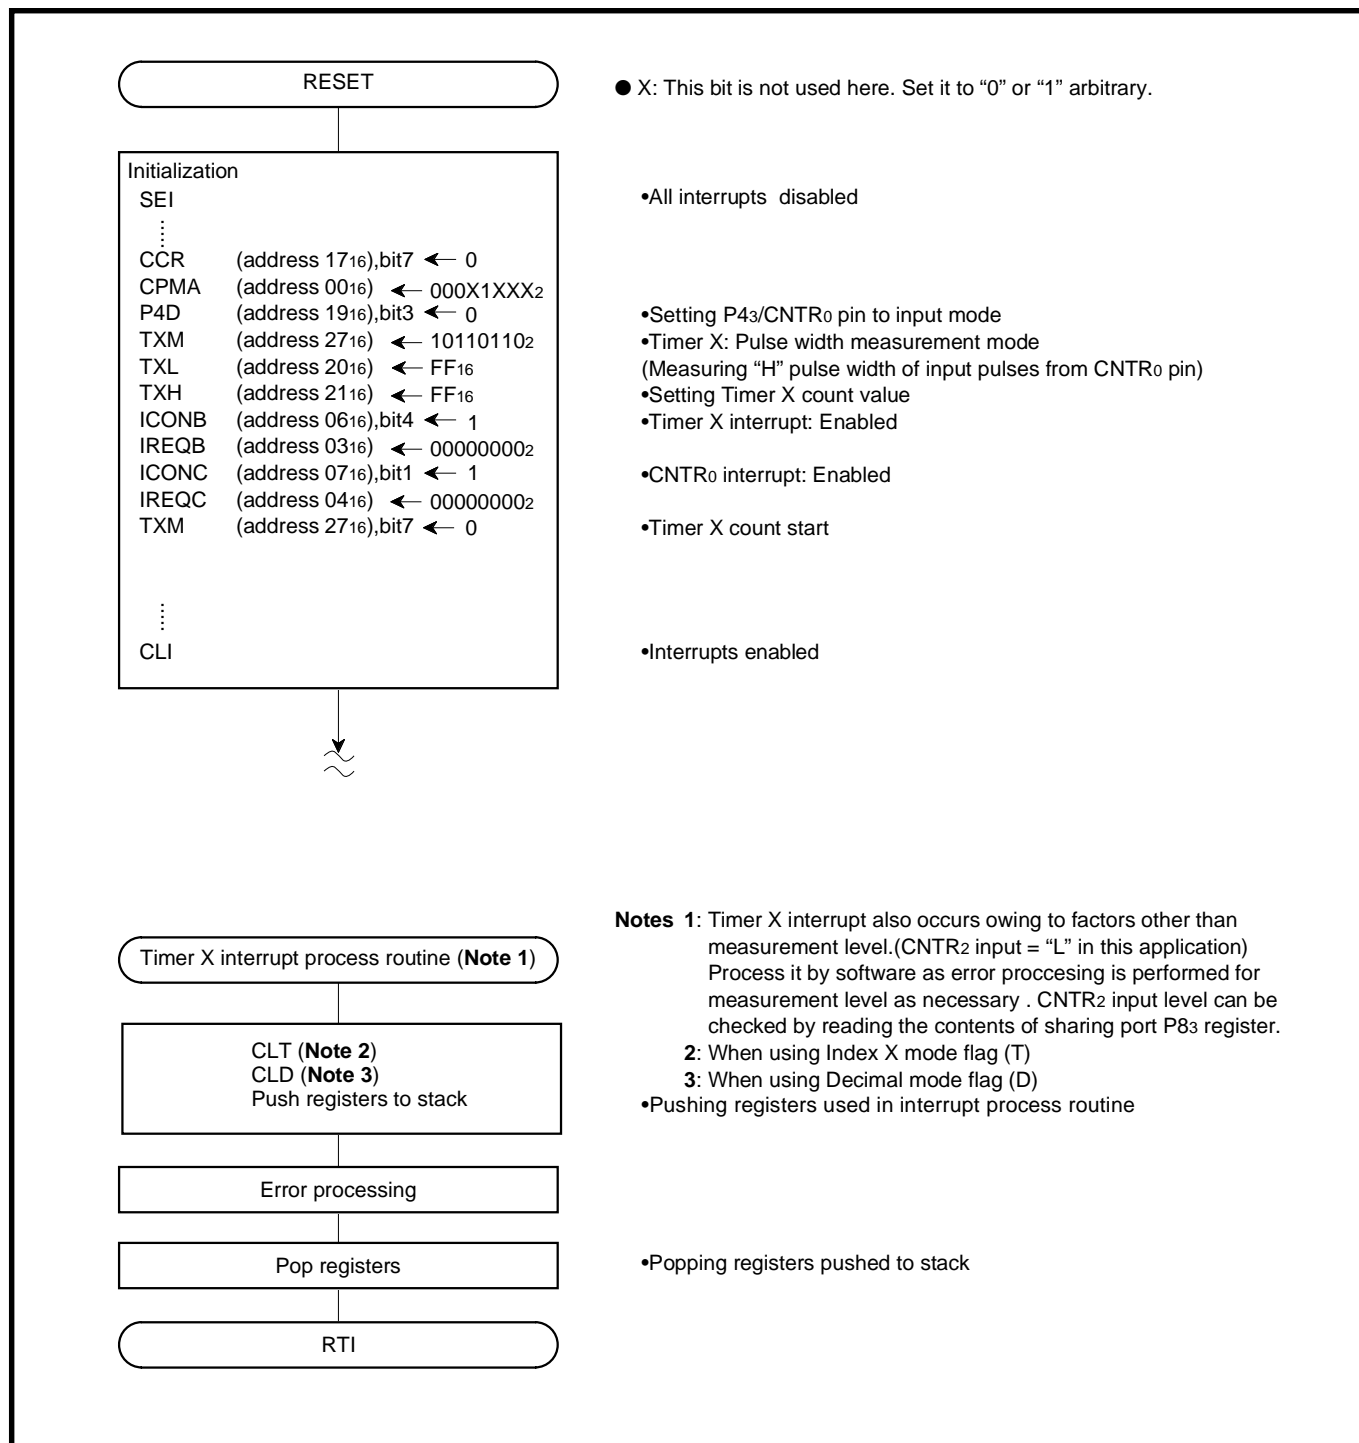 RESET
● X: This bit is not used here. Set it to “0” or “1” arbitrary.
Initialization
SEI •All interrupts disabled
CCR (address 1716),bit7 ← 0
CPMA (address 0016) ← 000X1XXX2
P4D (address 1916),bit3 ← 0 •Setting P43/CNTR0 pin to input mode
TXM (address 2716) ← 101101102 •Timer X: Pulse width measurement mode
TXL (address 2016) ← FF16 (Measuring “H” pulse width of input pulses from CNTR0 pin)
TXH (address 2116) ← FF16 •Setting Timer X count value
ICONB (address 0616),bit4 ← 1 •Timer X interrupt: Enabled
IREQB (address 0316) ← 000000002
ICONC (address 0716),bit1 ← 1 •CNTR0 interrupt: Enabled
IREQC (address 0416) ← 000000002
TXM (address 2716),bit7 ← 0 •Timer X count start
CLI •Interrupts enabled
Timer X interrupt process routine (Note 1)
CLT (Note 2)
CLD (Note 3)
Push registers to stack
Notes 1: Timer X interrupt also occurs owing to factors other than
measurement level.(CNTR2 input = “L” in this application)
Process it by software as error proccesing is performed for
measurement level as necessary . CNTR2 input level can be
checked by reading the contents of sharing port P83 register.
2: When using Index X mode flag (T)
3: When using Decimal mode flag (D)
•Pushing registers used in interrupt process routine
Error processing
Pop registers •Popping registers pushed to stack
RTI